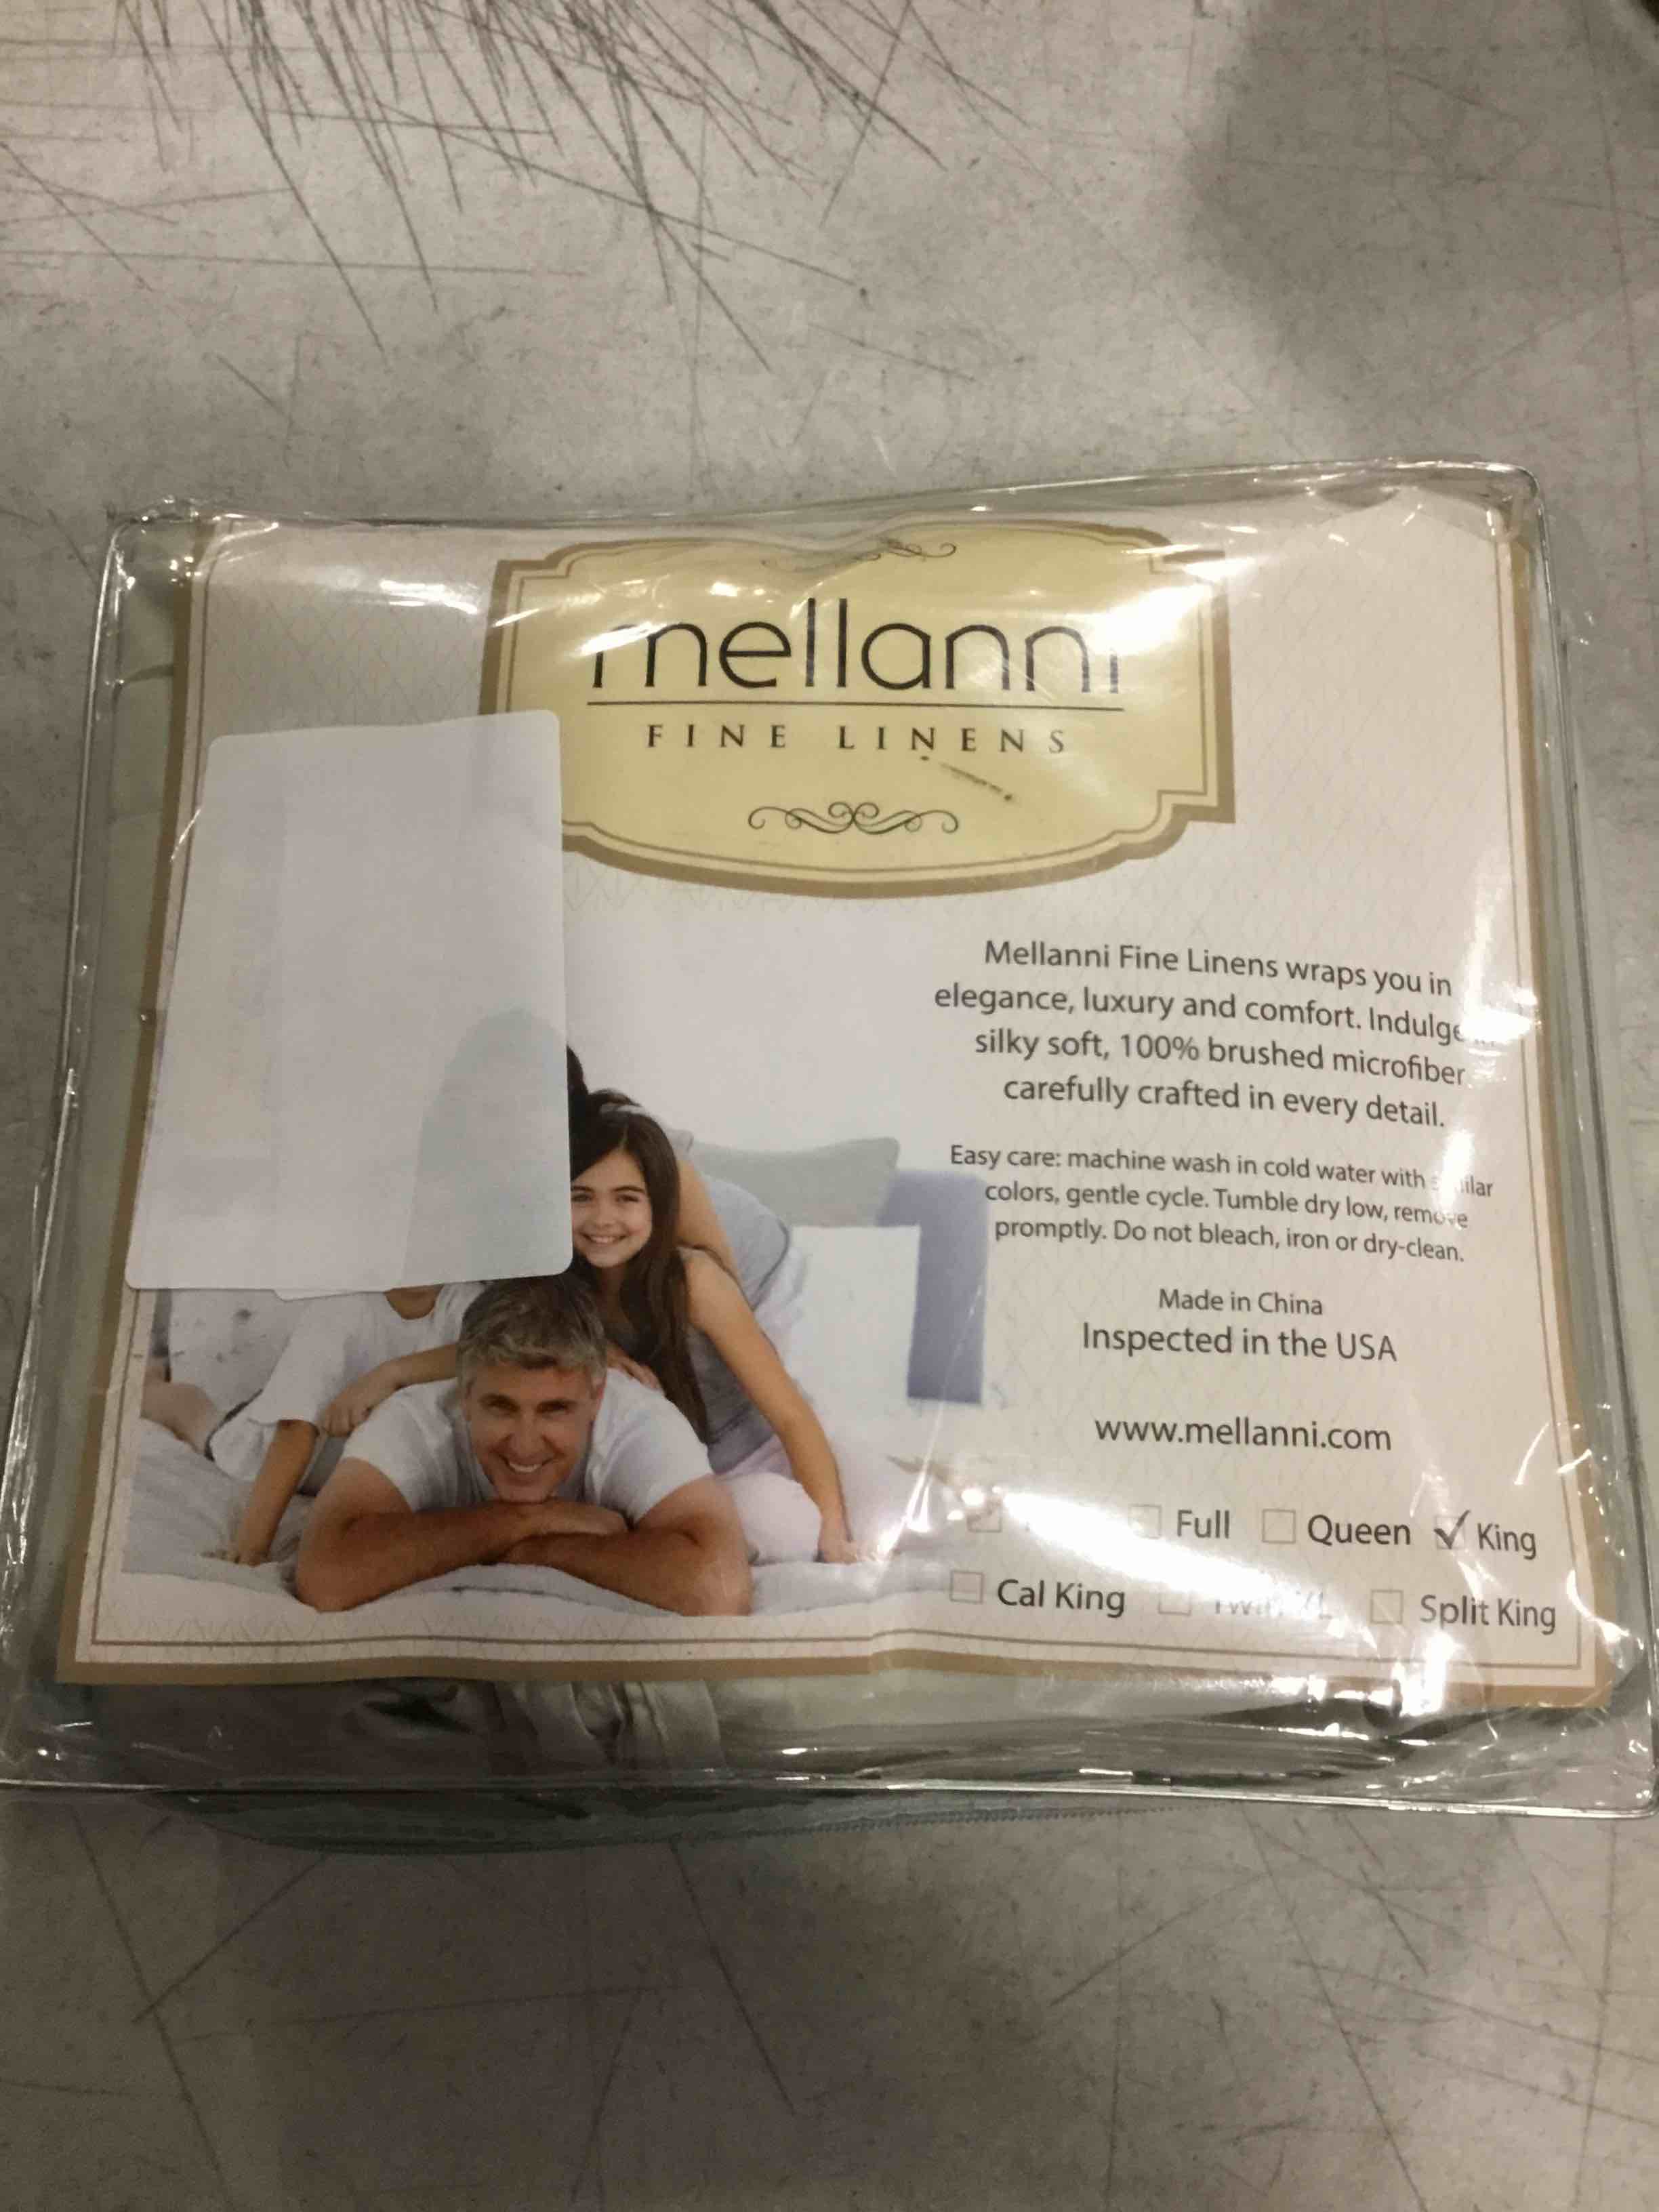 mellanni
FINE LINENS
Mellanni Fine Linens wraps you in
elegance, luxury and comfort. Indulge
silky soft, 100% brushed microfiber
carefully crafted in every detail.
Easy care: machine wash in cold water with
colors, gentle cycle. Tumble dry low, remove
promptly. Do not bleach, iron or dry-clean.
Made in China
Inspected in the USA
www.mellanni.com
Full Queen King
Cal King Split King